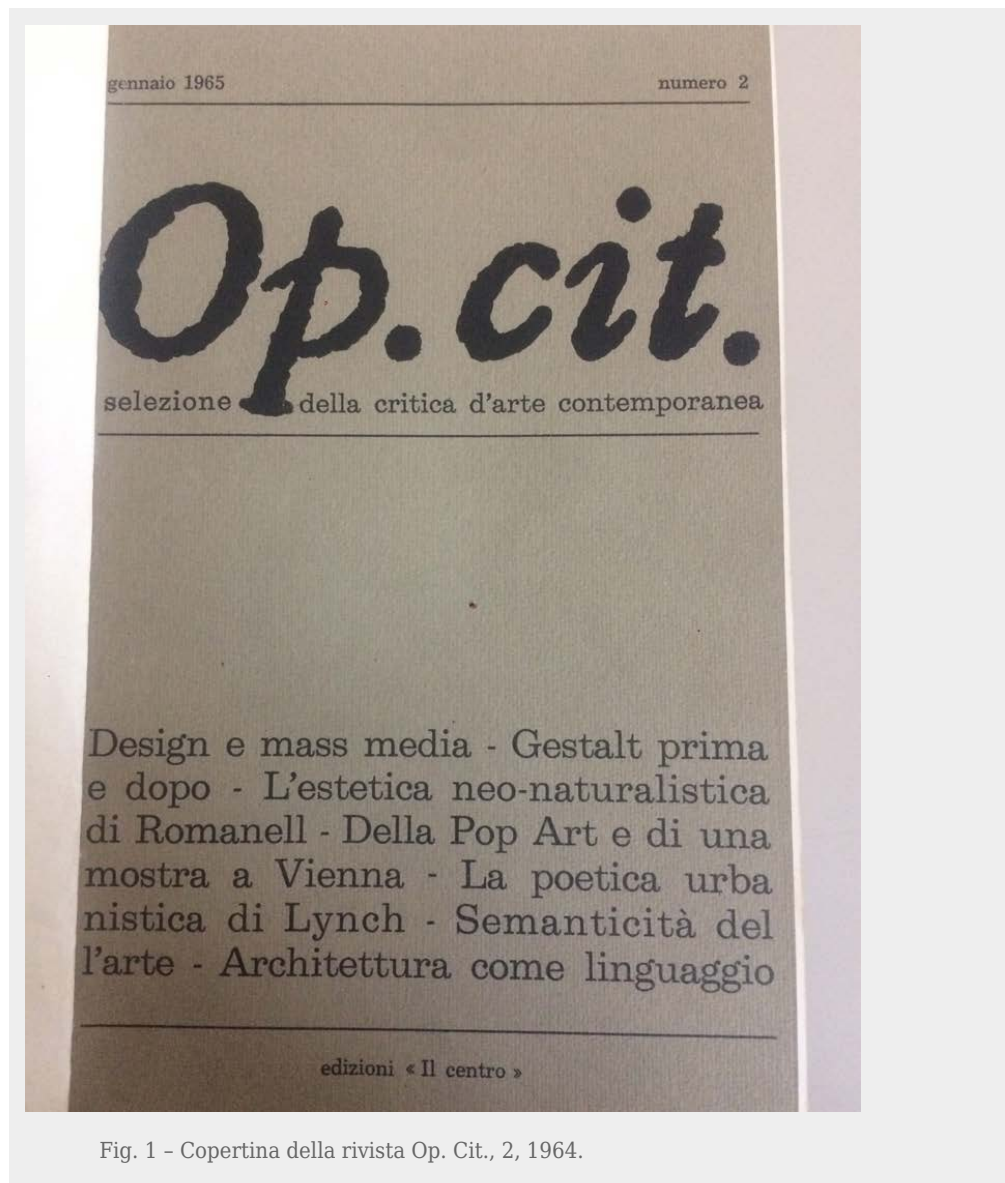 gennaio 1965 numero 2
Op. cit.
selezione della critica d'arte contemporanea
Design e mass media - Gestalt prima
e dopo - L'estetica neo-naturalistica
di Romanell - Della Pop Art e di una
mostra a Vienna - La poetica urba
nistica di Lynch - Semanticità del
l'arte - Architettura come linguaggio
edizioni « Il centro »
Fig. 1 – Copertina della rivista Op. Cit., 2, 1964.